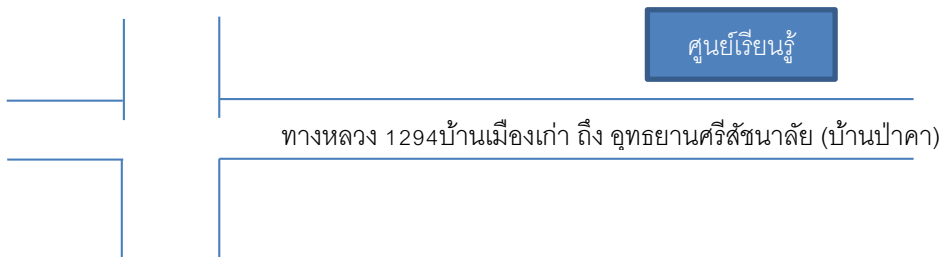 ศูนย์เรียนรู้
ทางหลวง 1294บ้านเมืองเก่า ถึง อุทธยานศรีสัชนาลัย (บ้านป่าคา)